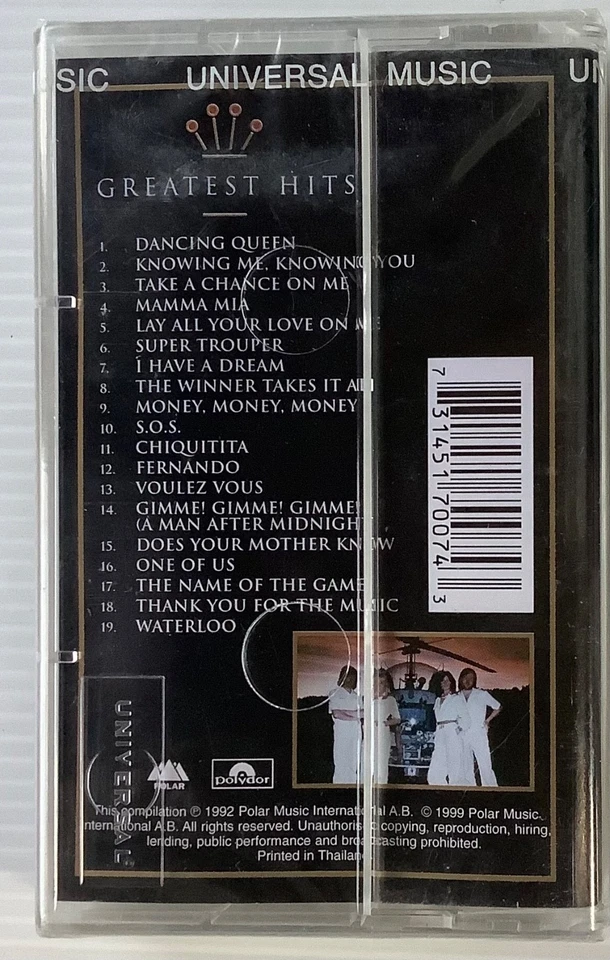 SIC UNIVERSAL MUSIC UN
GREATEST HITS
1. DANCING QUEEN
2. KNOWING ME, KNOWING YOU
3. TAKE A CHANCE ON ME
4. MAMMA MIA
5. LAY ALL YOUR LOVE ON ME
6. SUPER TROUPER
7. I HAVE A DREAM
8. THE WINNER TAKES IT ALL
9. MONEY, MONEY, MONEY
10. S.O.S.
11. CHIQUITITA
12. FERNANDO
13. VOULEZ VOUS
14. GIMME! GIMME! GIMME!
(A MAN AFTER MIDNIGHT
15. DOES YOUR MOTHER KNOW
16. ONE OF US
17. THE NAME OF THE GAME
18. THANK YOU FOR THE MUSIC
19. WATERLOO
7 31451 70074 3
UNIVERSAL
POLAR
polydor
This compilation ℗ 1992 Polar Music International A.B. © 1999 Polar Music
International A.B. All rights reserved. Unauthorised copying, reproduction, hiring,
lending, public performance and broadcasting prohibited.
Printed in Thailand